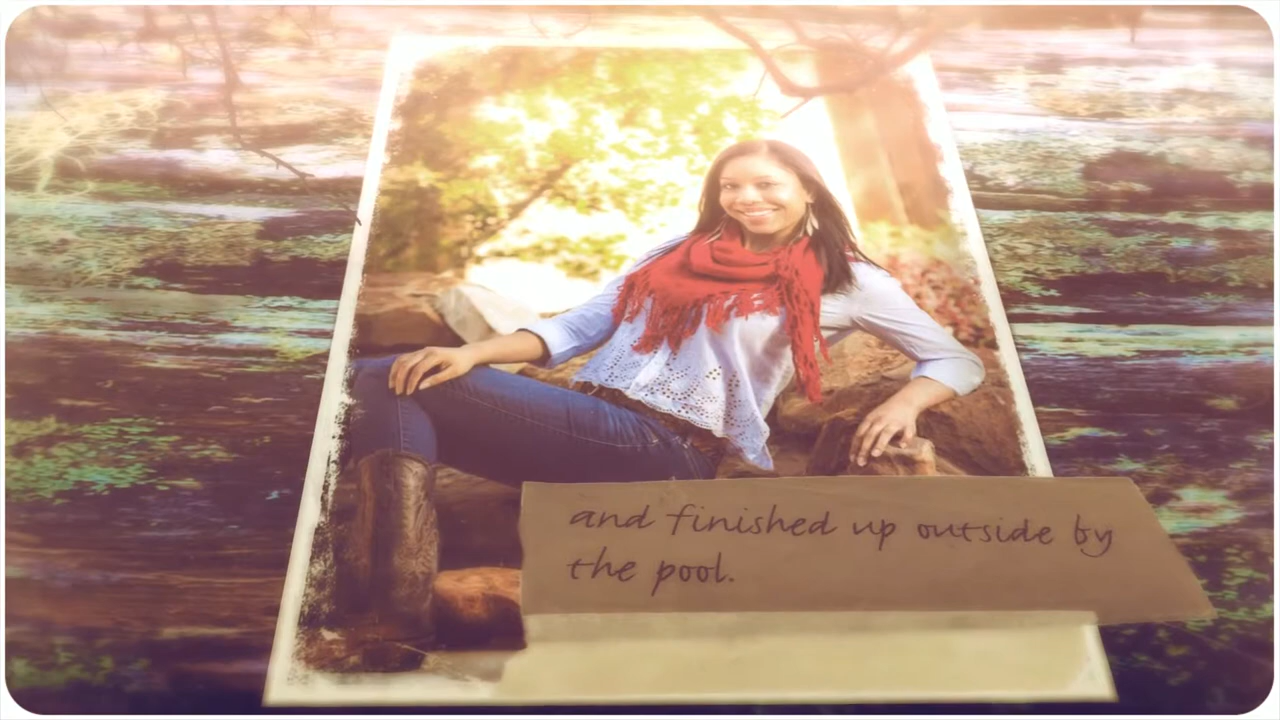 and finished up outside by
the pool.